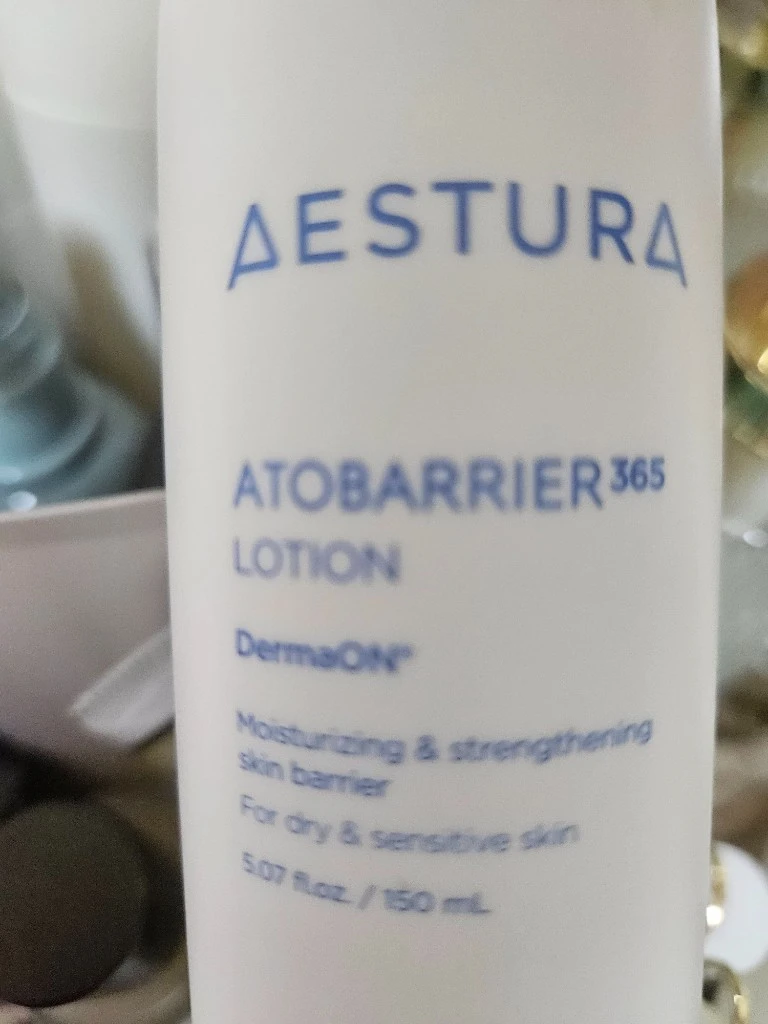 AESTURA
ATOBARRIER365
LOTION
DermaON®
Moisturizing & strengthening
skin barrier
For dry & sensitive skin
5.07 fl.oz. / 150 mL